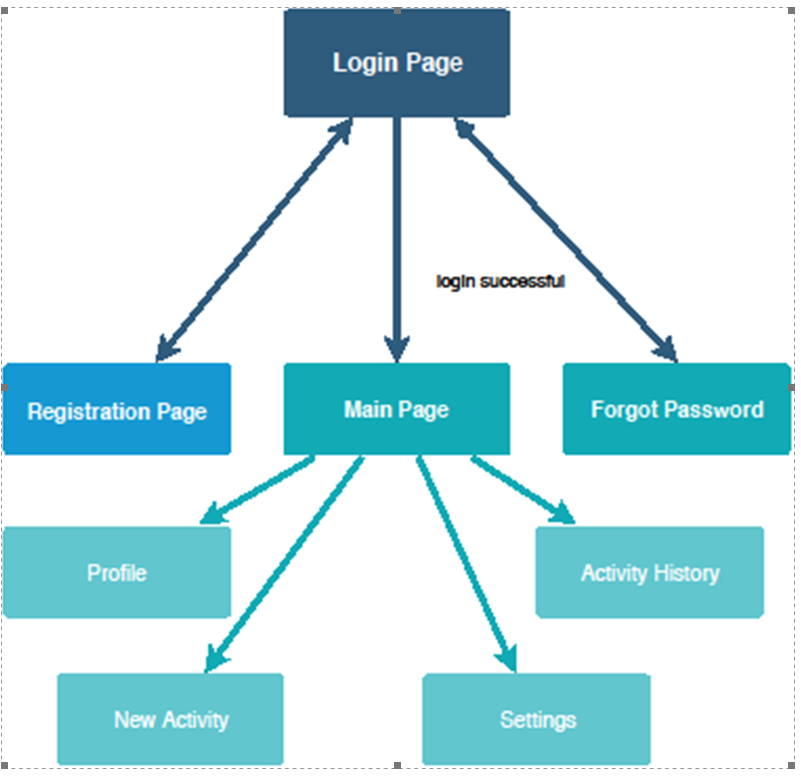 Login Page
login successful
Registration Page
Main Page
Forgot Password
Profile
Activity History
New Activity
Settings